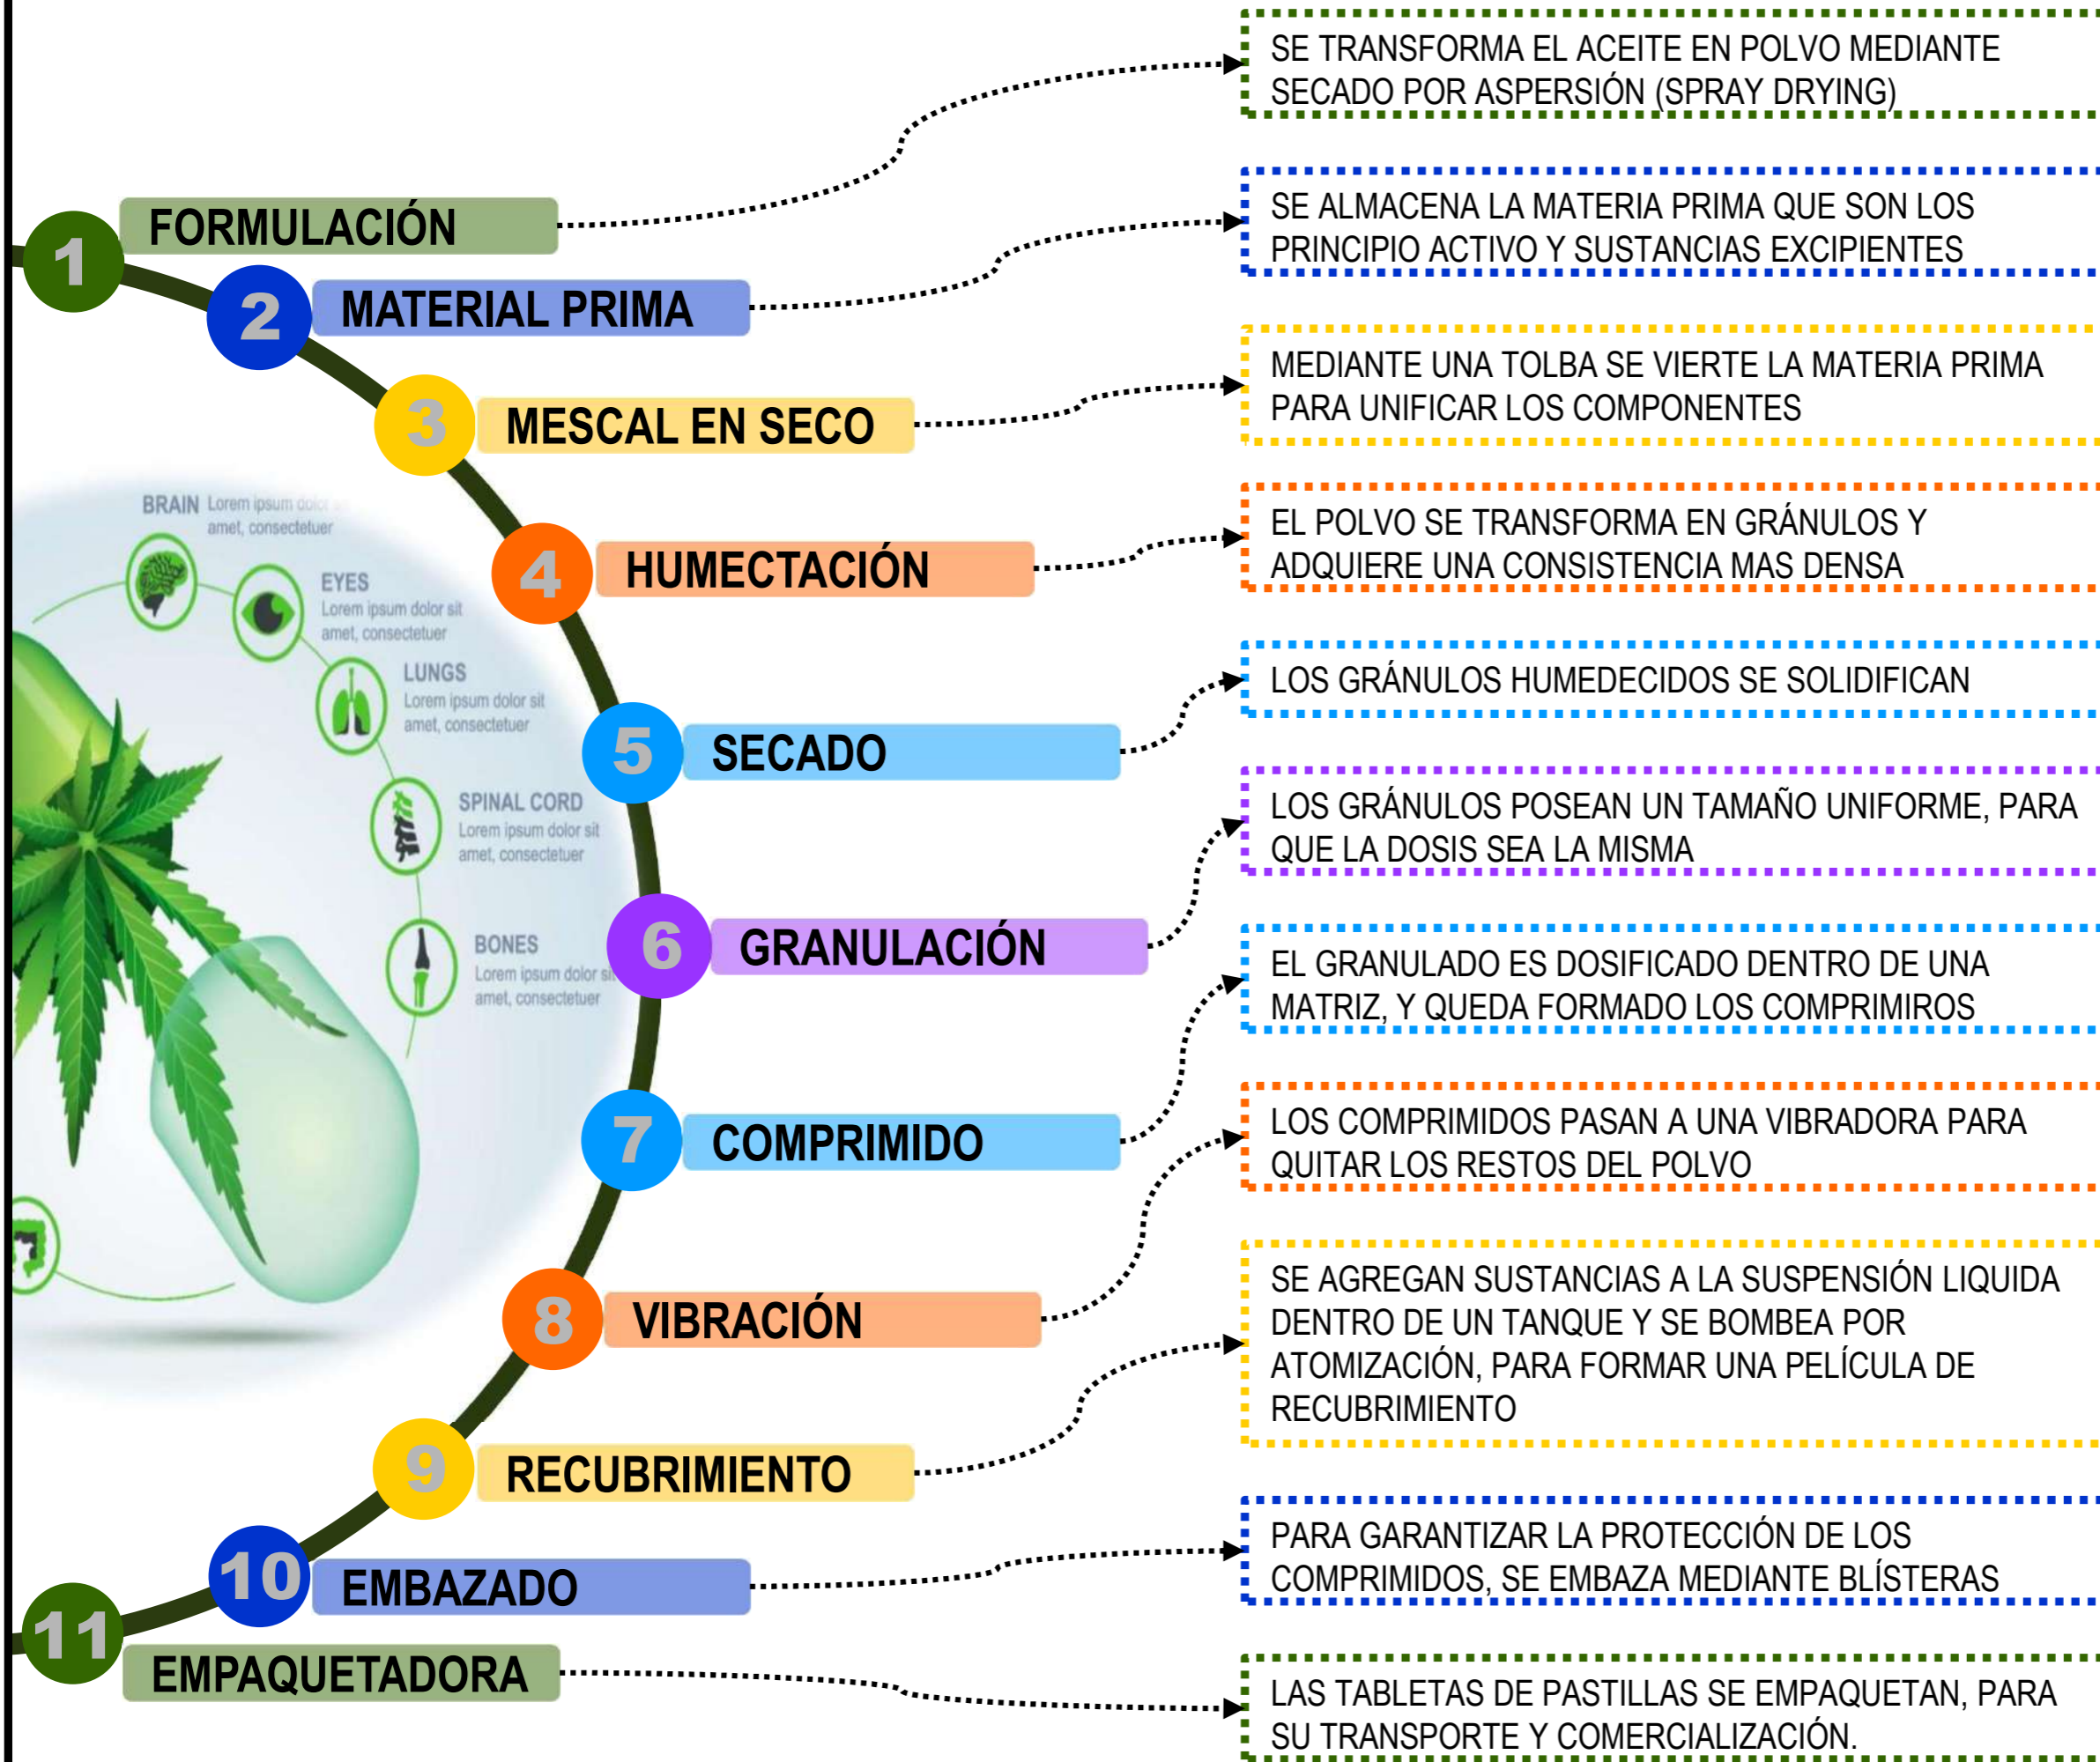 1
FORMULACIÓN
SE TRANSFORMA EL ACEITE EN POLVO MEDIANTE
SECADO POR ASPERSIÓN (SPRAY DRYING)
2
MATERIAL PRIMA
SE ALMACENA LA MATERIA PRIMA QUE SON LOS
PRINCIPIO ACTIVO Y SUSTANCIAS EXCIPIENTES
3
MESCAL EN SECO
MEDIANTE UNA TOLBA SE VIERTE LA MATERIA PRIMA
PARA UNIFICAR LOS COMPONENTES
4
HUMECTACIÓN
EL POLVO SE TRANSFORMA EN GRÁNULOS Y
ADQUIERE UNA CONSISTENCIA MAS DENSA
5
SECADO
LOS GRÁNULOS HUMEDECIDOS SE SOLIDIFICAN
6
GRANULACIÓN
LOS GRÁNULOS POSEAN UN TAMAÑO UNIFORME, PARA
QUE LA DOSIS SEA LA MISMA
7
COMPRIMIDO
EL GRANULADO ES DOSIFICADO DENTRO DE UNA
MATRIZ, Y QUEDA FORMADO LOS COMPRIMIROS
8
VIBRACIÓN
LOS COMPRIMIDOS PASAN A UNA VIBRADORA PARA
QUITAR LOS RESTOS DEL POLVO
9
RECUBRIMIENTO
SE AGREGAN SUSTANCIAS A LA SUSPENSIÓN LIQUIDA
DENTRO DE UN TANQUE Y SE BOMBEA POR
ATOMIZACIÓN, PARA FORMAR UNA PELÍCULA DE
RECUBRIMIENTO
10
EMBAZADO
PARA GARANTIZAR LA PROTECCIÓN DE LOS
COMPRIMIDOS, SE EMBAZA MEDIANTE BLÍSTERAS
11
EMPAQUETADORA
LAS TABLETAS DE PASTILLAS SE EMPAQUETAN, PARA
SU TRANSPORTE Y COMERCIALIZACIÓN.
BRAIN Lorem ipsum dolor
amet, consectetuer
EYES
Lorem ipsum dolor sit
amet, consectetuer
LUNGS
Lorem ipsum dolor sit
amet, consectetuer
SPINAL CORD
Lorem ipsum dolor sit
amet, consectetuer
BONES
Lorem ipsum dolor sit
amet, consectetuer